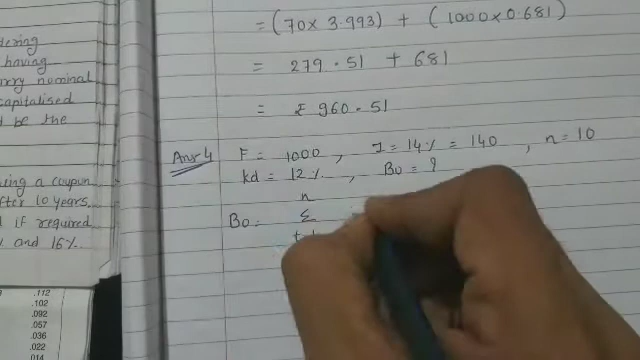 dering
having
nominal
capitalised
be the
ing a coupon
fter 10 years.
if required
and 16%
.112
.102
.092
.057
.036
.022
.014
= (70 x 3.993) + (1000 x 0.681)
= 279.51 + 681
= ₹ 960.51
Ans 4 F = 1000, I = 14% = 140, n = 10
kd = 12%, B0 = ?
n
B0 = Σ